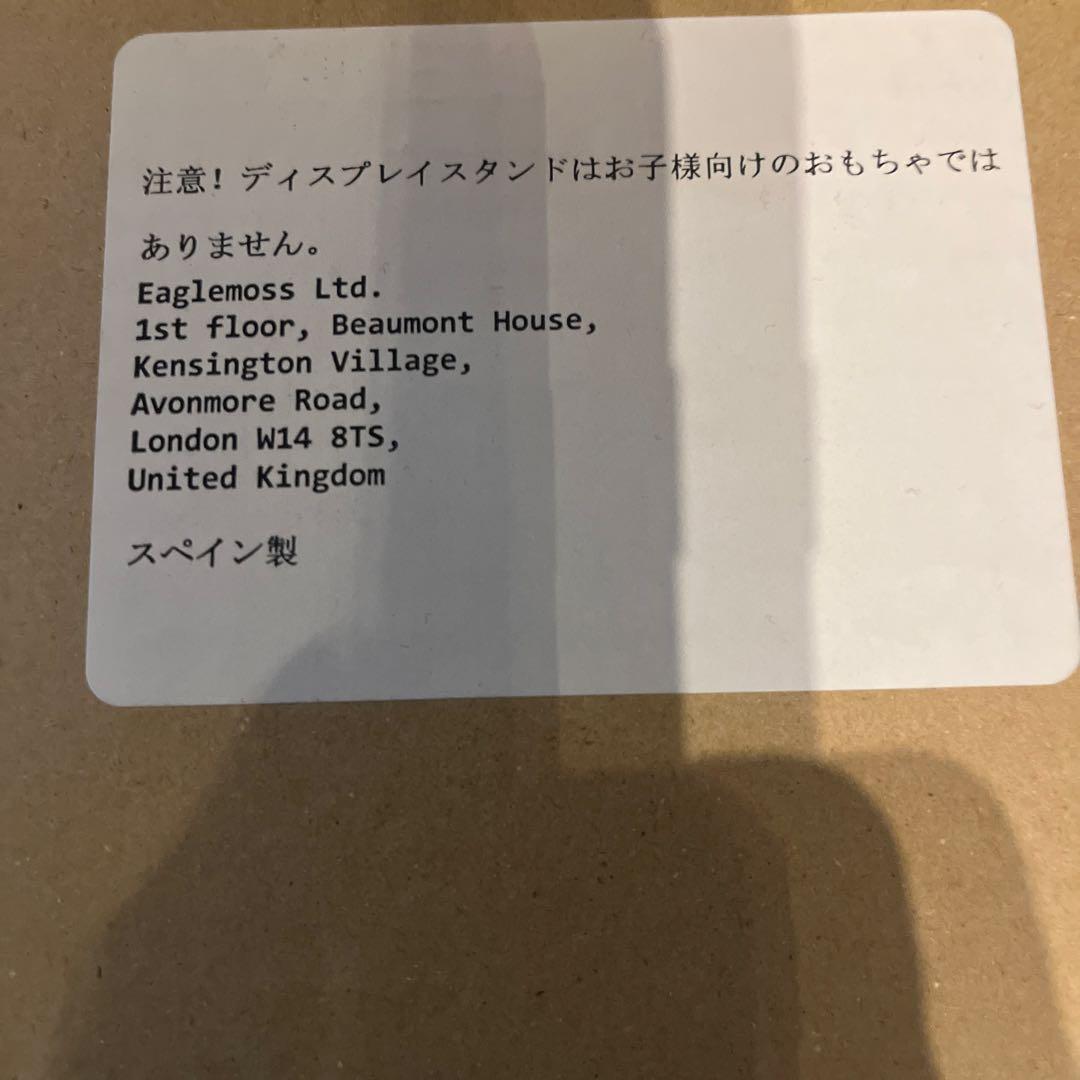 注意！ディスプレイスタンドはお子様向けのおもちゃでは
ありません。
Eaglemoss Ltd.
1st floor, Beaumont House,
Kensington Village,
Avonmore Road,
London W14 8TS,
United Kingdom
スペイン製